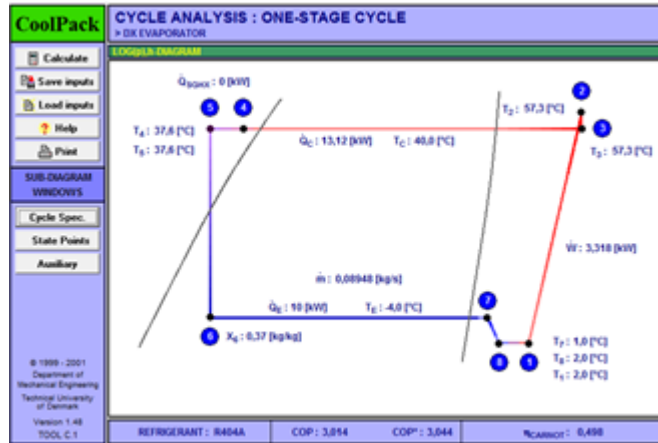 CoolPack
CYCLE ANALYSIS : ONE-STAGE CYCLE
> DX EVAPORATOR
LOG(p),h-DIAGRAM
Calculate
Save inputs
Load inputs
? Help
Print
SUB-DIAGRAM
WINDOWS
Cycle Spec.
State Points
Auxiliary
© 1999 - 2001
Department of
Mechanical Engineering
Technical University
of Denmark
Version 1.46
TOOL C.1
Q̇SGHX : 0 [kW]
5
4
2
T₂ : 57,3 [°C]
3
T₄ : 37,6 [°C]
Q̇C : 13,12 [kW]
TC : 40,0 [°C]
T₅ : 37,6 [°C]
T₃ : 57,3 [°C]
Ẇ : 3,318 [kW]
ṁ : 0,08948 [kg/s]
7
Q̇E : 10 [kW]
TE : -4,0 [°C]
6
X₆ : 0,37 [kg/kg]
8
1
T₇ : 1,0 [°C]
T₈ : 2,0 [°C]
T₁ : 2,0 [°C]
REFRIGERANT : R404A
COP : 3,014
COP* : 3,044
ηCARNOT : 0,498